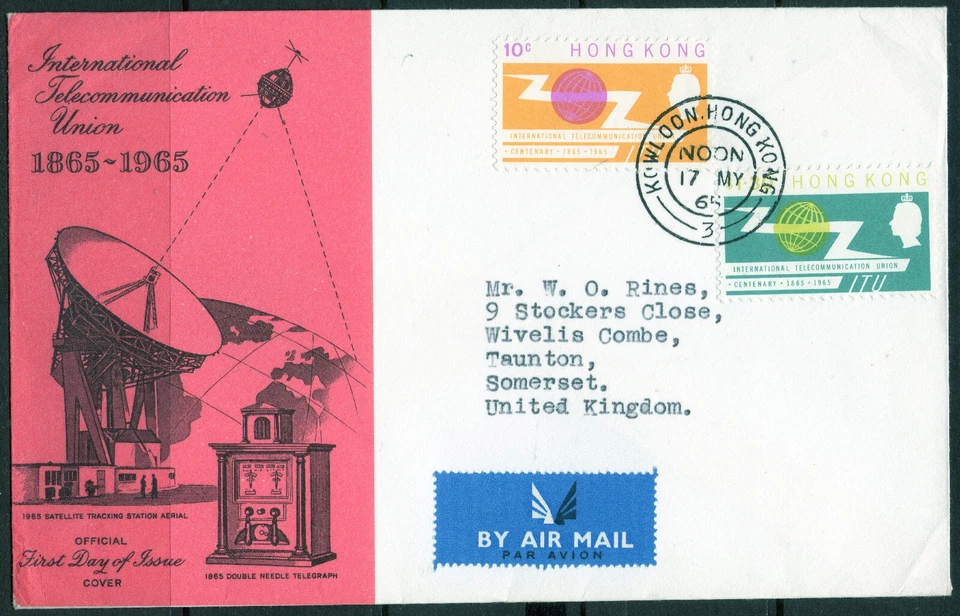 International
Telecommunication
Union
1865~1965
1965 SATELLITE TRACKING STATION AERIAL
OFFICIAL
First Day of Issue
COVER
1865 DOUBLE NEEDLE TELEGRAPH
10c HONG KONG
INTERNATIONAL TELECOMMUNICATION
CENTENARY · 1865 · 1965
KOWLOON. HONG KONG
NOON
17 MY
65
3
HONG KONG
INTERNATIONAL TELECOMMUNICATION UNION
CENTENARY · 1865 · 1965 ITU
Mr. W. O. Rines,
9 Stockers Close,
Wivelis Combe,
Taunton,
Somerset.
United Kingdom.
BY AIR MAIL
PAR AVION